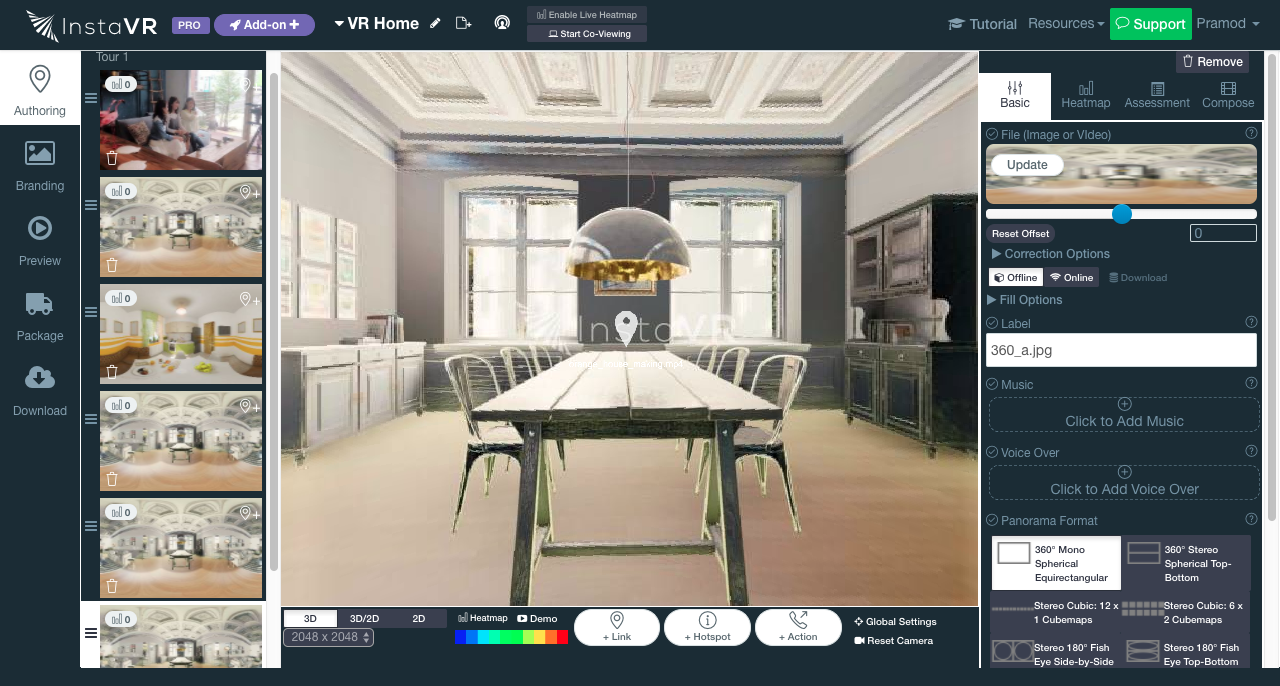 InstaVR
PRO
Add-on +
VR Home
Enable Live Heatmap
Start Co-Viewing
Tutorial
Resources
Support
Pramod
Authoring
Branding
Preview
Package
Download
Tour 1
0
0
0
0
0
0
InstaVR
3D
3D/2D
2D
2048 x 2048
Heatmap
Demo
+ Link
+ Hotspot
+ Action
Global Settings
Reset Camera
Remove
Basic
Heatmap
Assessment
Compose
File (Image or VIdeo)
Update
Reset Offset
0
Correction Options
Offline
Online
Download
Fill Options
Label
360_a.jpg
Music
Click to Add Music
Voice Over
Click to Add Voice Over
Panorama Format
360° Mono
Spherical
Equirectangular
360° Stereo
Spherical Top-
Bottom
Stereo Cubic: 12 x
1 Cubemaps
Stereo Cubic: 6 x
2 Cubemaps
Stereo 180° Fish
Eye Side-by-Side
Stereo 180° Fish
Eye Top-Bottom